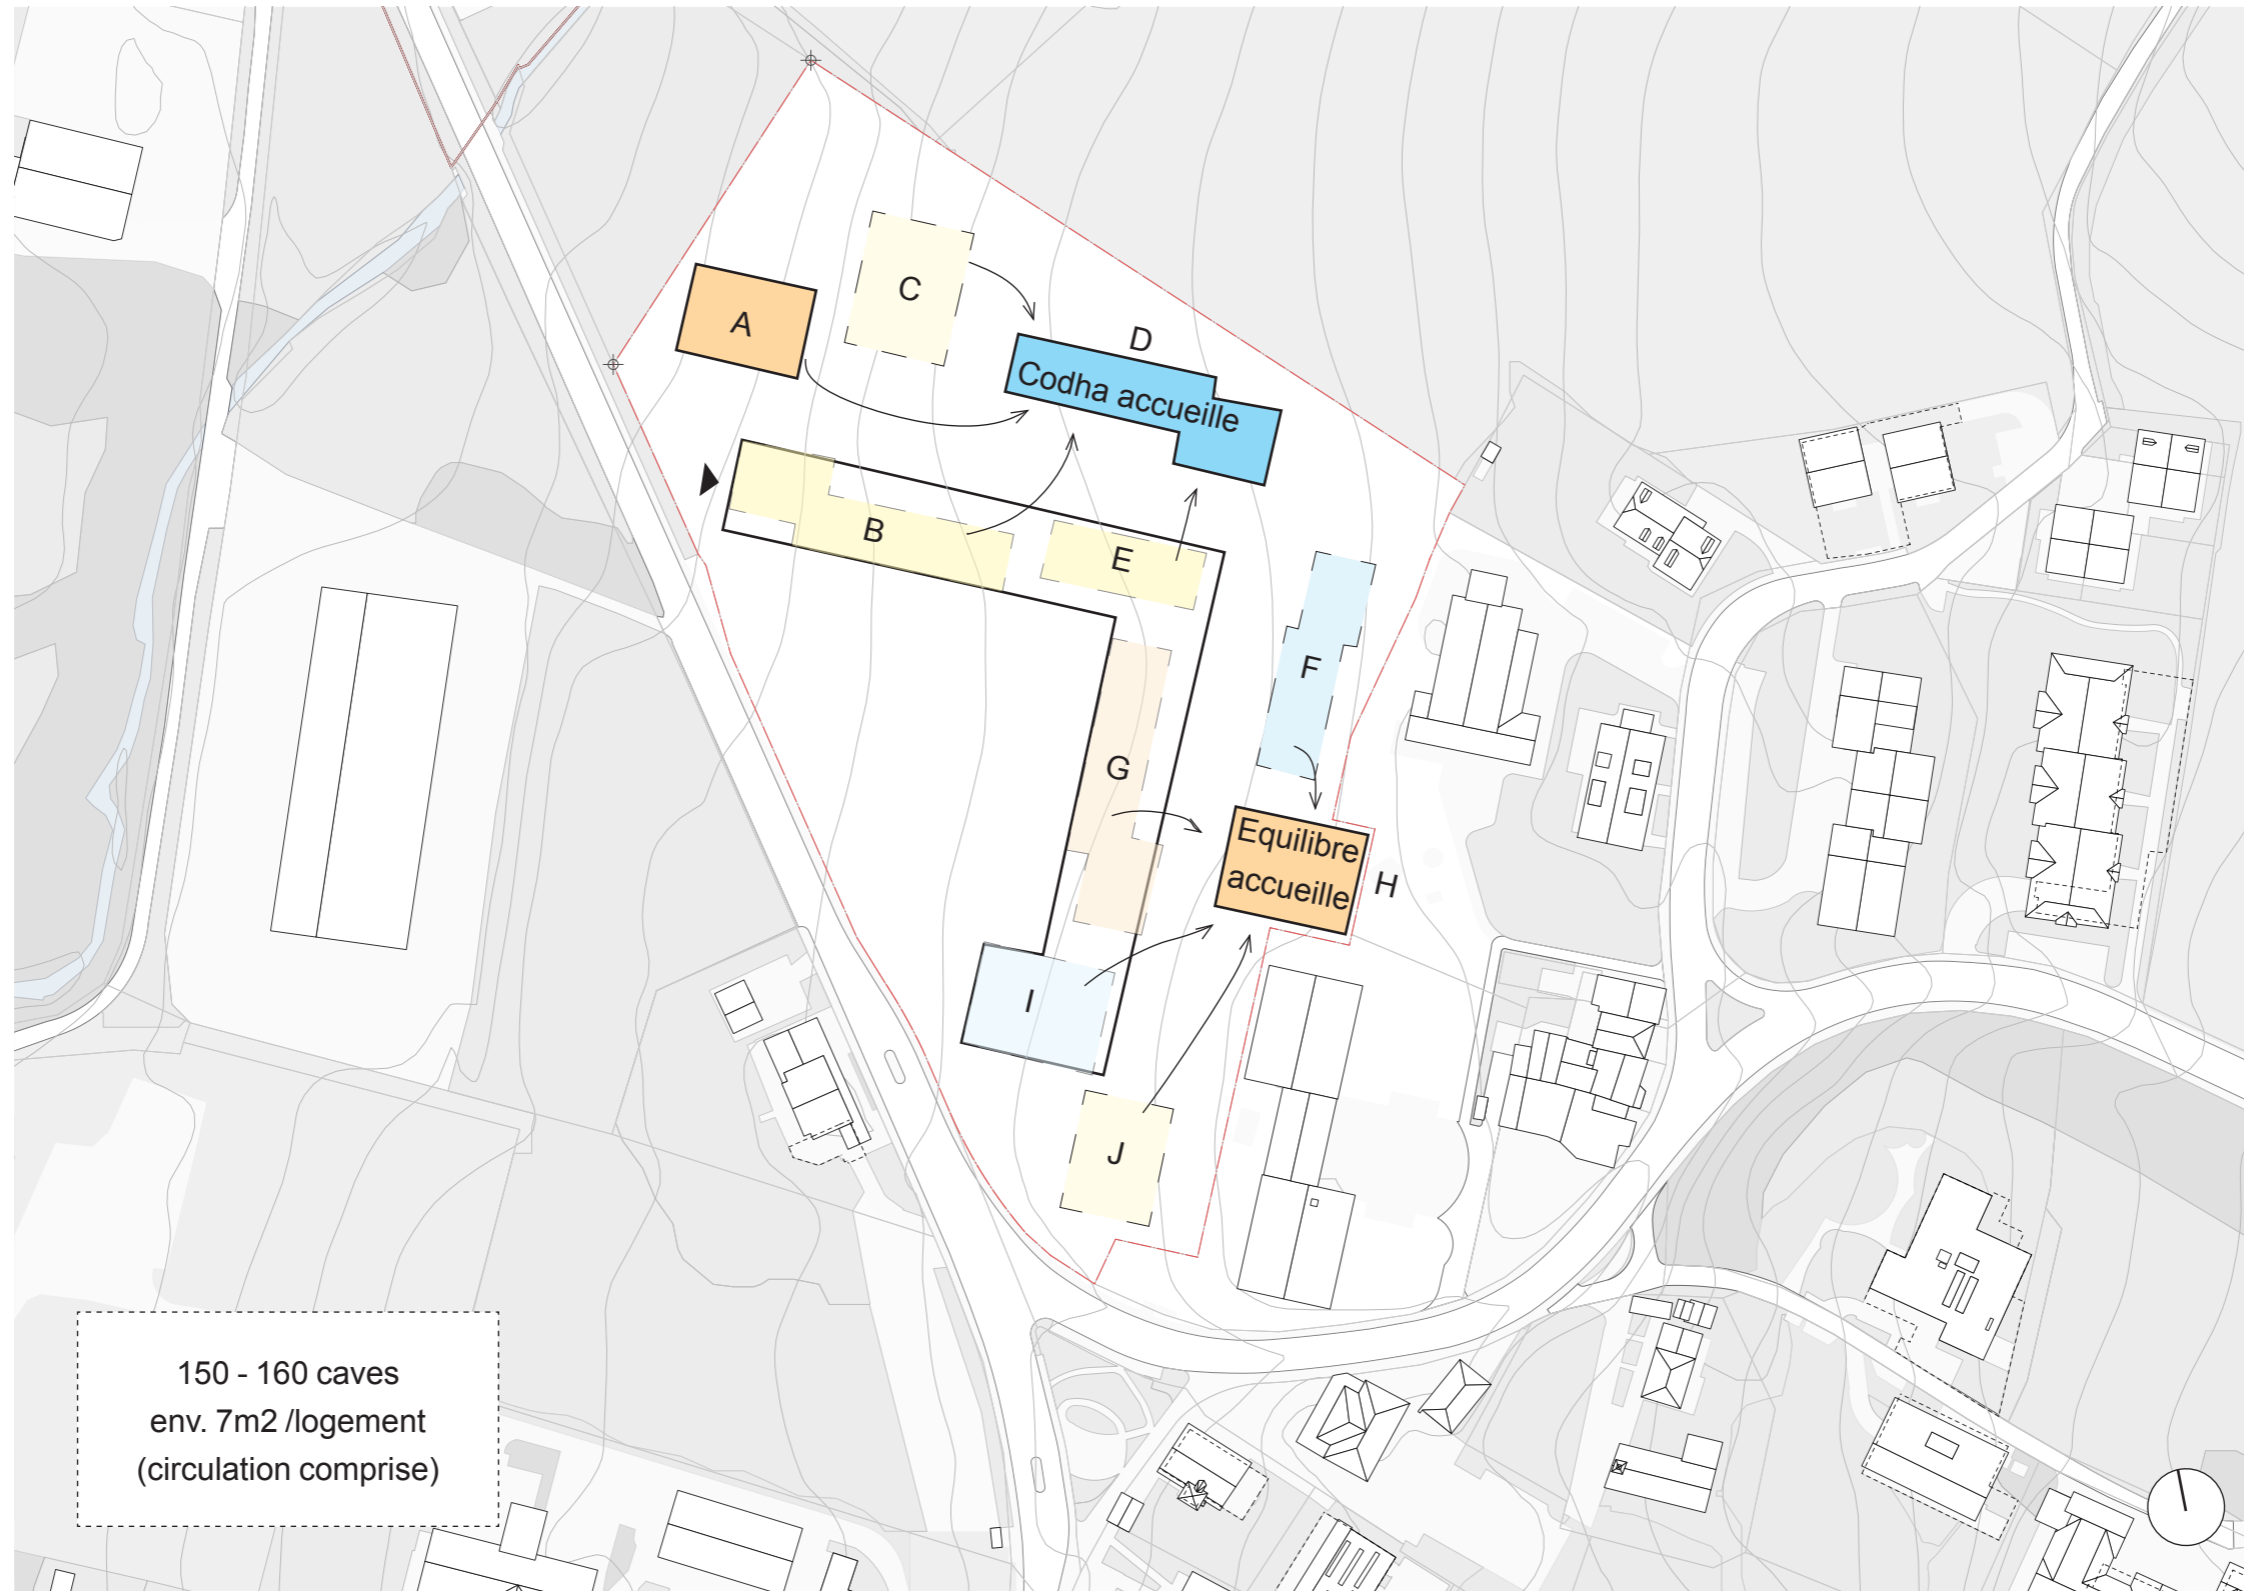 A
C
D
Codha accueille
B
E
F
G
Equilibre
accueille
H
I
J
150 - 160 caves
env. 7m2 /logement
(circulation comprise)